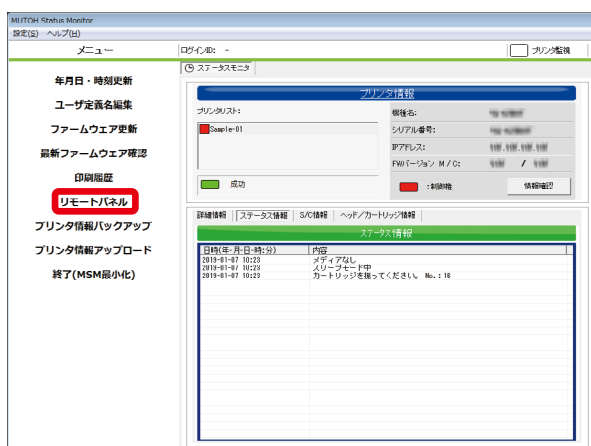 MUTOH Status Monitor
設定(S) ヘルプ(H)
メニュー
ログインID: -
プリンタ監視
ステータスモニタ
年月日・時刻更新
ユーザ定義名編集
ファームウェア更新
最新ファームウェア確認
印刷履歴
リモートパネル
プリンタ情報バックアップ
プリンタ情報アップロード
終了(MSM最小化)
プリンタ情報
プリンタリスト:
Sample-01
成功
機種名:
シリアル番号:
IPアドレス:
FWバージョン M / C:
/
:制御権
情報確認
詳細情報 ステータス情報 S/C情報 ヘッド/カートリッジ情報
ステータス情報
日時(年-月-日-時:分) 内容
2019-01-07 10:23 メディアなし
2019-01-07 10:23 スリープモード中
2019-01-07 10:23 カートリッジを振ってください。 No.:16